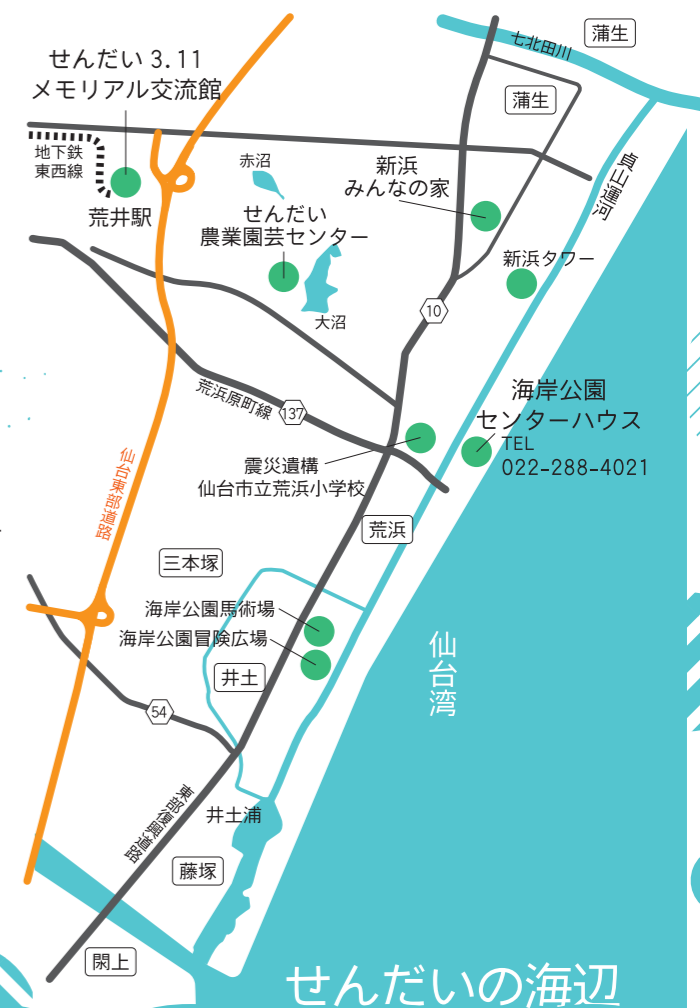 せんだい 3.11
メモリアル交流館
地下鉄
東西線
荒井駅
赤沼
せんだい
農業園芸センター
大沼
新浜
みんなの家
七北田川
蒲生
蒲生
貞山運河
新浜タワー
10
荒浜原町線
137
海岸公園
センターハウス
TEL
022-288-4021
震災遺構
仙台市立荒浜小学校
荒浜
仙台東部道路
三本塚
海岸公園馬術場
海岸公園冒険広場
井土
仙台湾
54
東部復興道路
井土浦
藤塚
閖上
せんだいの海辺